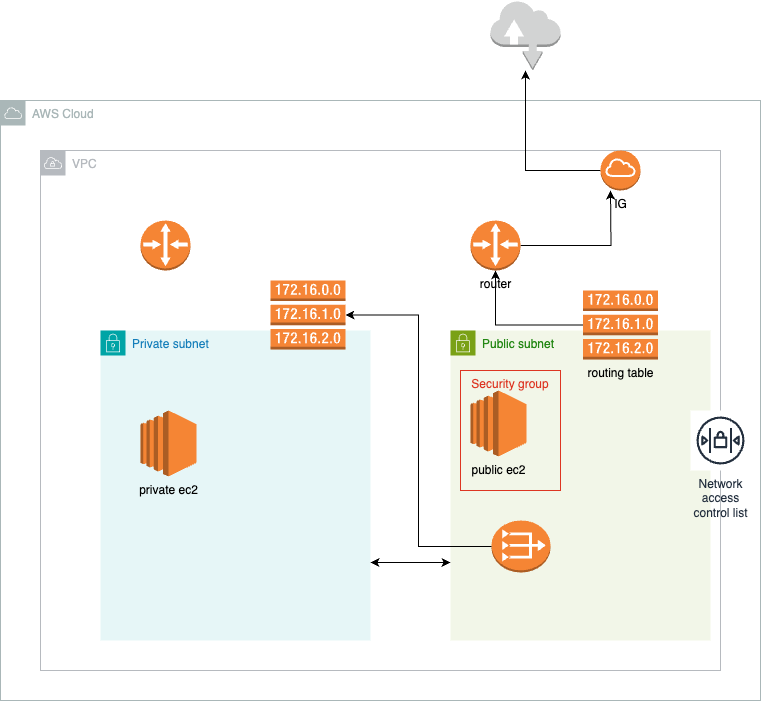 AWS Cloud
VPC
IG
router
172.16.0.0
172.16.1.0
172.16.2.0
172.16.0.0
172.16.1.0
172.16.2.0
routing table
Private subnet
Public subnet
Security group
public ec2
private ec2
Network
access
control list